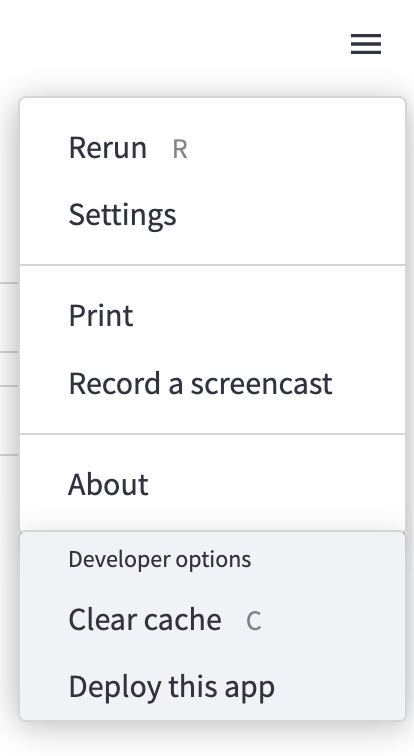 Rerun R
Settings
Print
Record a screencast
About
Developer options
Clear cache C
Deploy this app